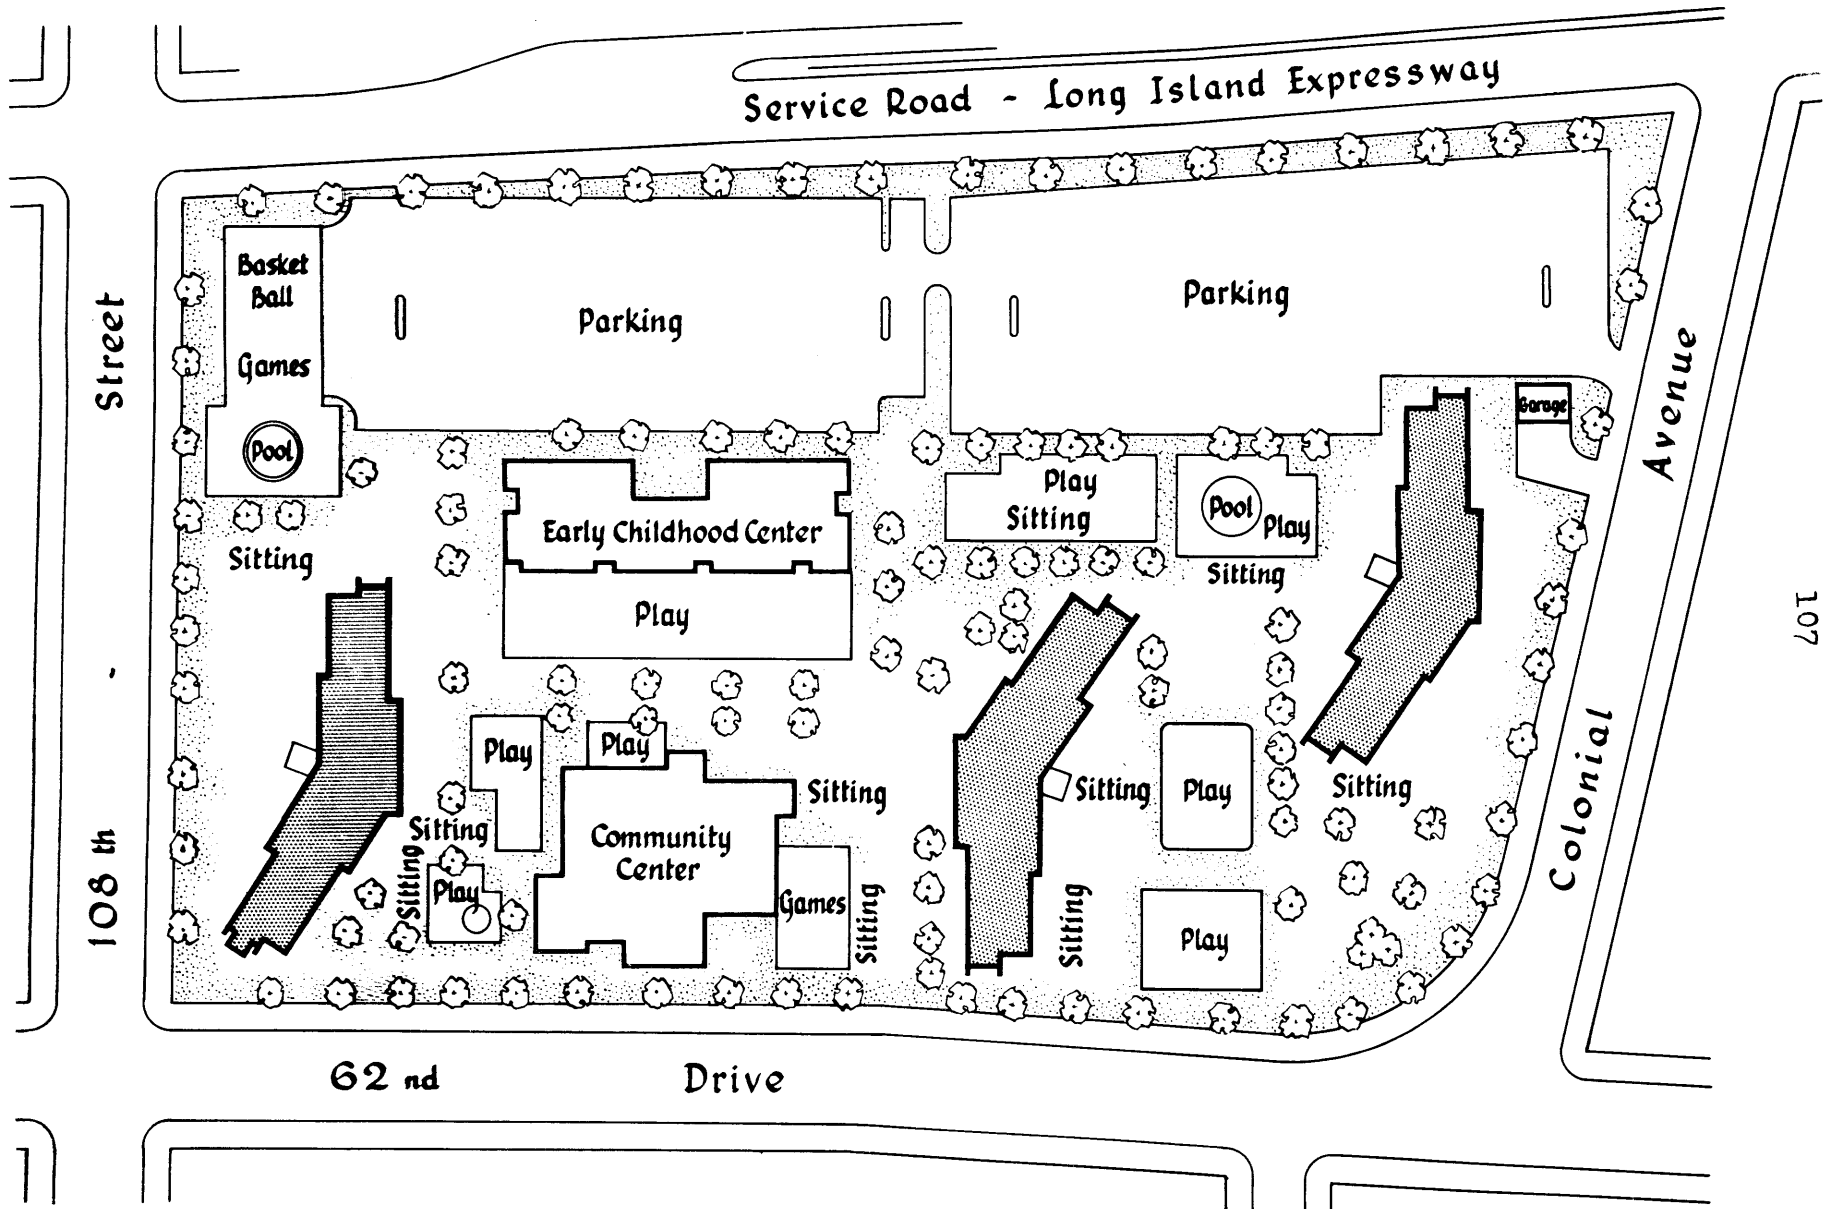 Service Road - Long Island Expressway
Basket
Ball
Games
Pool
Parking
Parking
Garage
Street
-
108 th
Avenue
Colonial
107
Sitting
Early Childhood Center
Play
Play
Sitting
Pool
Play
Sitting
Play
Play
Sitting
Sitting
Play
Community
Center
Sitting
Games
Sitting
Sitting
Sitting
Play
Sitting
Play
62 nd Drive